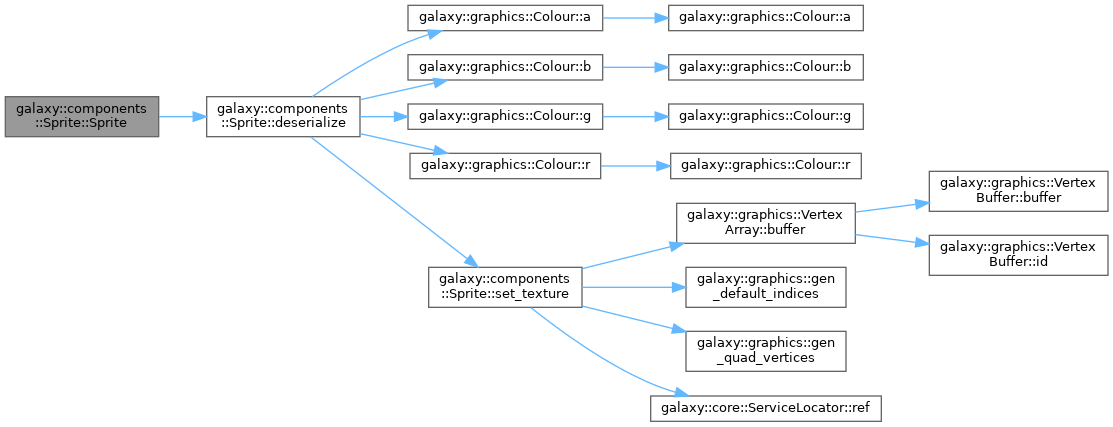 galaxy::components
::Sprite::Sprite
galaxy::components
::Sprite::deserialize
galaxy::graphics::Colour::a
galaxy::graphics::Colour::a
galaxy::graphics::Colour::b
galaxy::graphics::Colour::b
galaxy::graphics::Colour::g
galaxy::graphics::Colour::g
galaxy::graphics::Colour::r
galaxy::graphics::Colour::r
galaxy::components
::Sprite::set_texture
galaxy::graphics::Vertex
Array::buffer
galaxy::graphics::Vertex
Buffer::buffer
galaxy::graphics::Vertex
Buffer::id
galaxy::graphics::gen
_default_indices
galaxy::graphics::gen
_quad_vertices
galaxy::core::ServiceLocator::ref